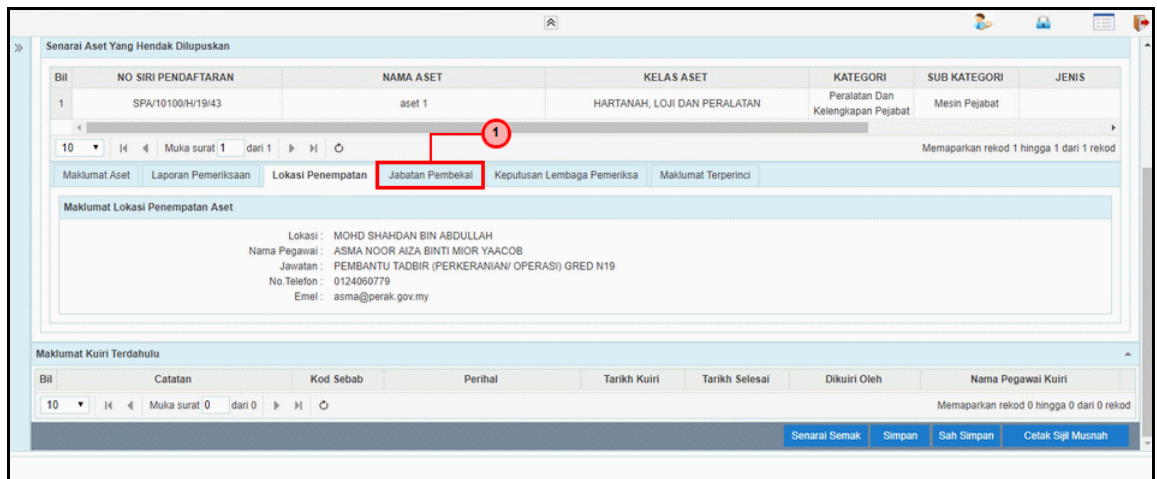 Senarai Aset Yang Hendak Dilupuskan
Bil NO SIRI PENDAFTARAN NAMA ASET KELAS ASET KATEGORI SUB KATEGORI JENIS
1 SPA/10100/H/19/43 aset 1 HARTANAH, LOJI DAN PERALATAN Peralatan Dan Kelengkapan Pejabat Mesin Pejabat
1
10 Muka surat 1 dari 1 Memaparkan rekod 1 hingga 1 dari 1 rekod
Maklumat Aset Laporan Pemeriksaan Lokasi Penempatan Jabatan Pembekal Keputusan Lembaga Pemeriksa Maklumat Terperinci
Maklumat Lokasi Penempatan Aset
Lokasi : MOHD SHAHDAN BIN ABDULLAH
Nama Pegawai : ASMA NOOR AIZA BINTI MIOR YAACOB
Jawatan : PEMBANTU TADBIR (PERKERANIAN/ OPERASI) GRED N19
No.Telefon : 0124060779
Emel : asma@perak.gov.my
Maklumat Kuiri Terdahulu
Bil Catatan Kod Sebab Perihal Tarikh Kuiri Tarikh Selesai Dikuiri Oleh Nama Pegawai Kuiri
10 Muka surat 0 dari 0 Memaparkan rekod 0 hingga 0 dari 0 rekod
Senarai Semak Simpan Sah Simpan Cetak Sijil Musnah